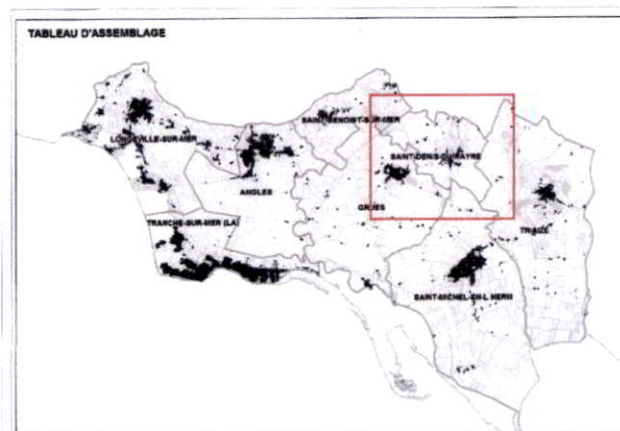 TABLEAU D'ASSEMBLAGE
SAINT-BENOIST-SUR-MER
LONGEVILLE-SUR-MER
SAINT-DENIS-DU-PAYRE
ANGLES
GRUES
TRANCHE-SUR-MER (LA)
TRIAIZE
SAINT-MICHEL-EN-L HERM